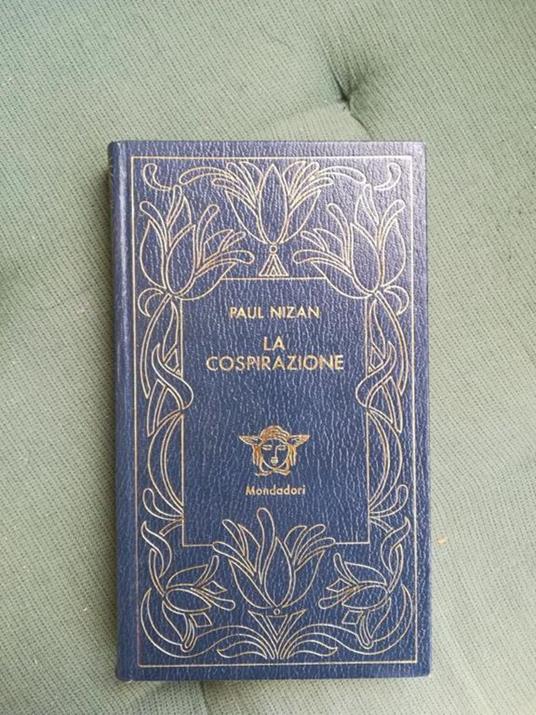 PAUL NIZAN
LA
COSPIRAZIONE
Mondadori